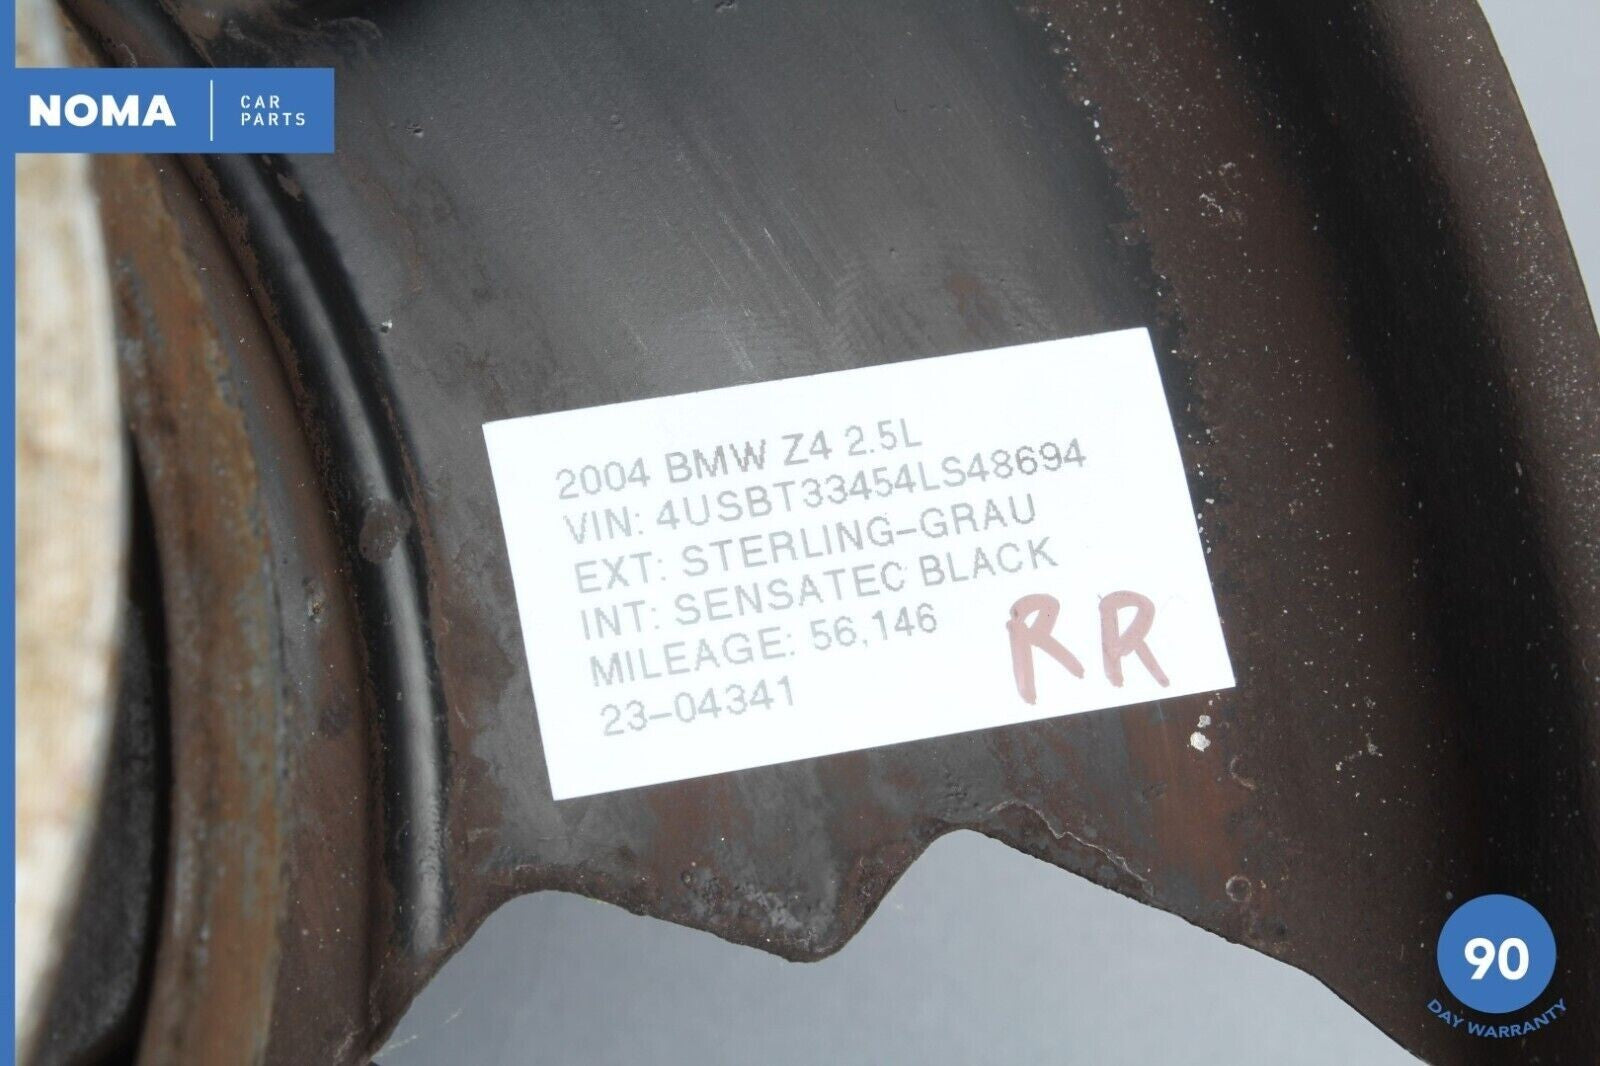 NOMA
CAR
PARTS
2004 BMW Z4 2.5L
VIN: 4USBT33454LS48694
EXT: STERLING-GRAU
INT: SENSATEC BLACK
MILEAGE: 56,146
23-04341
RR
90
DAY WARRANTY